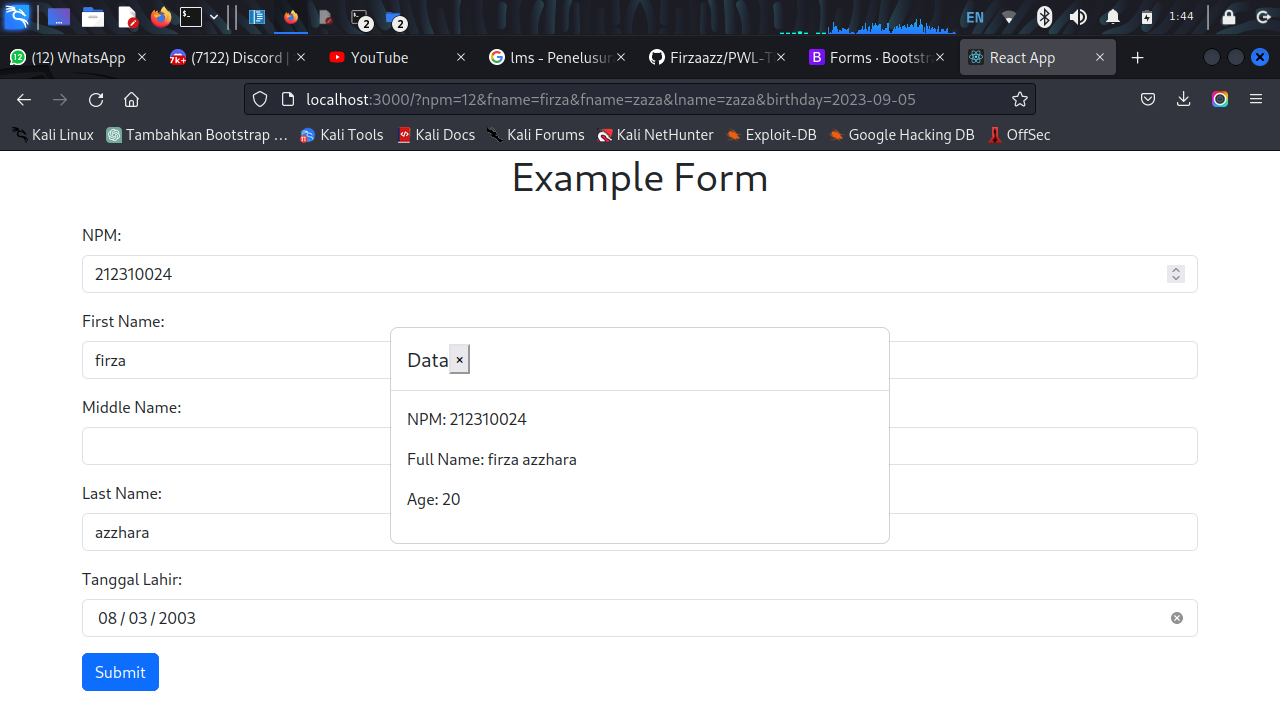 EN 1:44
2 2
12 (12) WhatsApp 7K+ (7122) Discord | YouTube lms - Penelusur Firzaazz/PWL-T B Forms · Bootstr React App
localhost:3000/?npm=12&fname=firza&fname=zaza&lname=zaza&birthday=2023-09-05
Kali Linux Tambahkan Bootstrap ... Kali Tools Kali Docs Kali Forums Kali NetHunter Exploit-DB Google Hacking DB OffSec
Example Form
NPM:
212310024
First Name:
firza
Middle Name:
Last Name:
azzhara
Tanggal Lahir:
08 / 03 / 2003
Submit
Data ×
NPM: 212310024
Full Name: firza azzhara
Age: 20